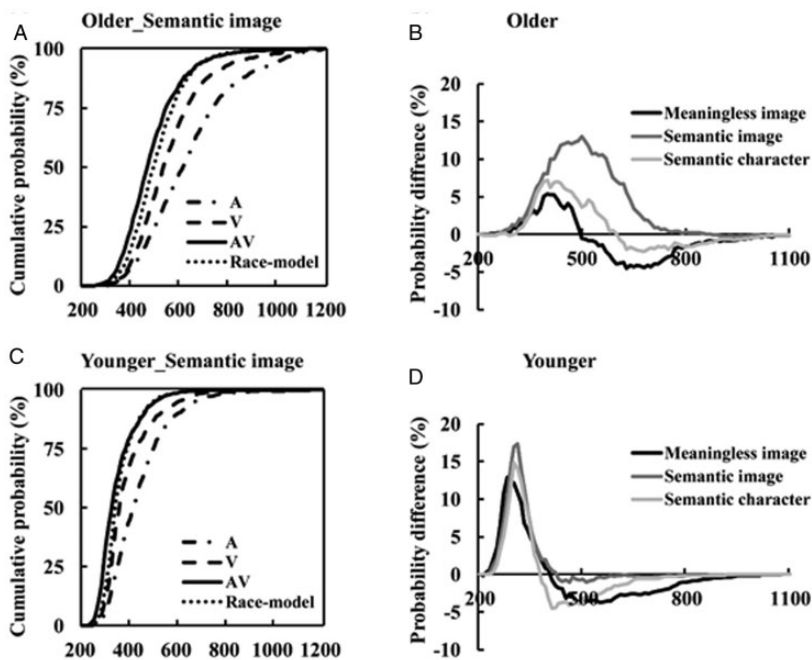 A
Older_Semantic image
Cumulative probability (%)
100
75
50
25
0
A
V
AV
Race-model
200 400 600 800 1000 1200
B
Older
Probability diffrence (%)
20
15
10
5
0
-5
-10
Meaningless image
Semantic image
Semantic character
200 500 800 1100
C
Younger_Semantic image
Cumulative probability (%)
100
75
50
25
0
A
V
AV
Race-model
200 400 600 800 1000 1200
D
Younger
Probability difference (%)
20
15
10
5
0
-5
-10
Meaningless image
Semantic image
Semantic character
200 500 800 1100